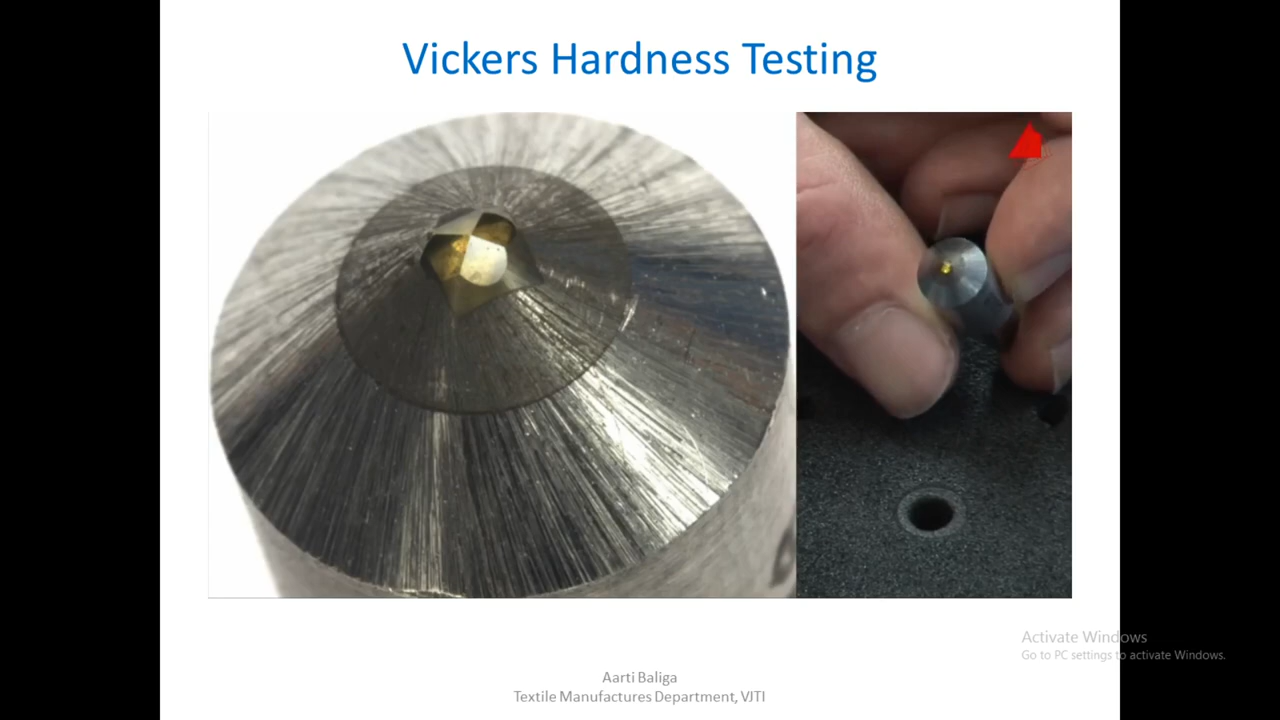 Vickers Hardness Testing
Activate Windows
Go to PC settings to activate Windows.
Aarti Baliga
Textile Manufactures Department, VJTI